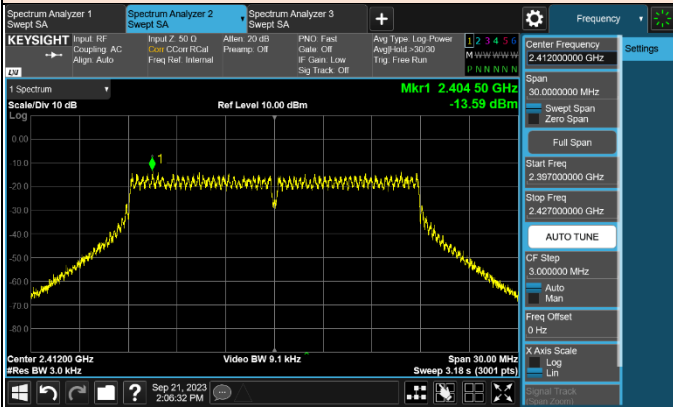 Spectrum Analyzer 1
Swept SA
Spectrum Analyzer 2
Swept SA
Spectrum Analyzer 3
Swept SA
Frequency
KEYSIGHT
Input: RF
Coupling: AC
Align: Auto
Input Z: 50 Ω
Corr CCorr RCal
Freq Ref: Internal
Atten: 20 dB
Preamp: Off
PNO: Fast
Gate: Off
IF Gain: Low
Sig Track: Off
Avg Type: Log-Power
Avg|Hold >30/30
Trig: Free Run
1 2 3 4 5 6
M W W W W W
P N N N N N
LXI
1 Spectrum
Scale/Div 10 dB
Log
Ref Level 10.00 dBm
Mkr1 2.404 50 GHz
-13.59 dBm
1
0.00
-10.0
-20.0
-30.0
-40.0
-50.0
-60.0
-70.0
-80.0
Center 2.41200 GHz
#Res BW 3.0 kHz
Video BW 9.1 kHz
Span 30.00 MHz
Sweep 3.18 s (3001 pts)
Center Frequency
2.412000000 GHz
Settings
Span
30.0000000 MHz
Swept Span
Zero Span
Full Span
Start Freq
2.397000000 GHz
Stop Freq
2.427000000 GHz
AUTO TUNE
CF Step
3.000000 MHz
Auto
Man
Freq Offset
0 Hz
X Axis Scale
Log
Lin
Signal Track
(Span Zoom)
Sep 21, 2023
2:06:32 PM